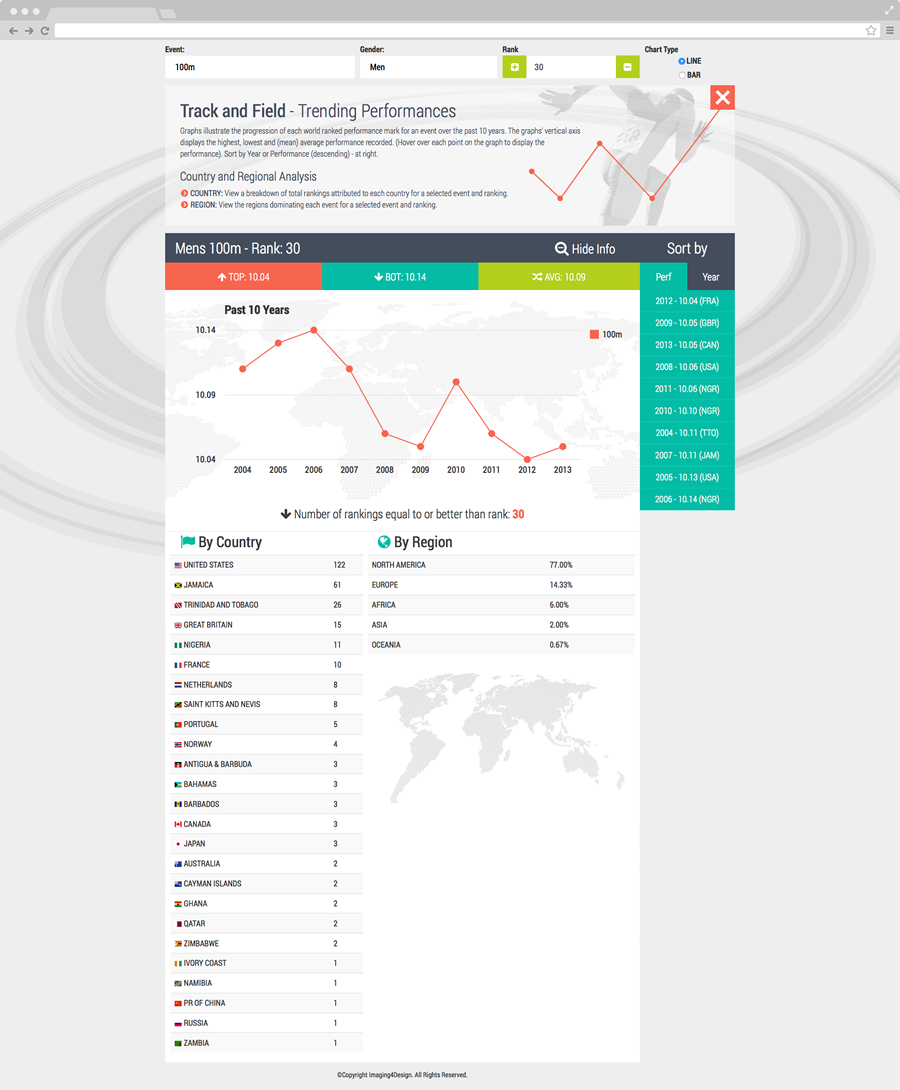 Event:
Gender:
Rank
Chart Type
100m
Men
30
LINE
BAR
Track and Field - Trending Performances
Graphs illustrate the progression of each world ranked performance mark for an event over the past 10 years. The graphs' vertical axis
displays the highest, lowest and (mean) average performance recorded. (Hover over each point on the graph to display the
performance). Sort by Year or Performance (descending) - at right.
Country and Regional Analysis
COUNTRY: View a breakdown of total rankings attributed to each country for a selected event and ranking.
REGION: View the regions dominating each event for a selected event and ranking.
Mens 100m - Rank: 30
Hide Info
Sort by
TOP: 10.04
BOT: 10.14
AVG: 10.09
Perf
Year
2012 - 10.04 (FRA)
2009 - 10.05 (GBR)
2013 - 10.05 (CAN)
2008 - 10.06 (USA)
2011 - 10.06 (NGR)
2010 - 10.10 (NGR)
2004 - 10.11 (TTO)
2007 - 10.11 (JAM)
2005 - 10.13 (USA)
2006 - 10.14 (NGR)
Past 10 Years
100m
10.14
10.09
10.04
2004 2005 2006 2007 2008 2009 2010 2011 2012 2013
Number of rankings equal to or better than rank: 30
By Country
UNITED STATES 122
JAMAICA 61
TRINIDAD AND TOBAGO 26
GREAT BRITAIN 15
NIGERIA 11
FRANCE 10
NETHERLANDS 8
SAINT KITTS AND NEVIS 8
PORTUGAL 5
NORWAY 4
ANTIGUA & BARBUDA 3
BAHAMAS 3
BARBADOS 3
CANADA 3
JAPAN 3
AUSTRALIA 2
CAYMAN ISLANDS 2
GHANA 2
QATAR 2
ZIMBABWE 2
IVORY COAST 1
NAMIBIA 1
PR OF CHINA 1
RUSSIA 1
ZAMBIA 1
By Region
NORTH AMERICA 77.00%
EUROPE 14.33%
AFRICA 6.00%
ASIA 2.00%
OCEANIA 0.67%
©Copyright Imaging4Design. All Rights Reserved.